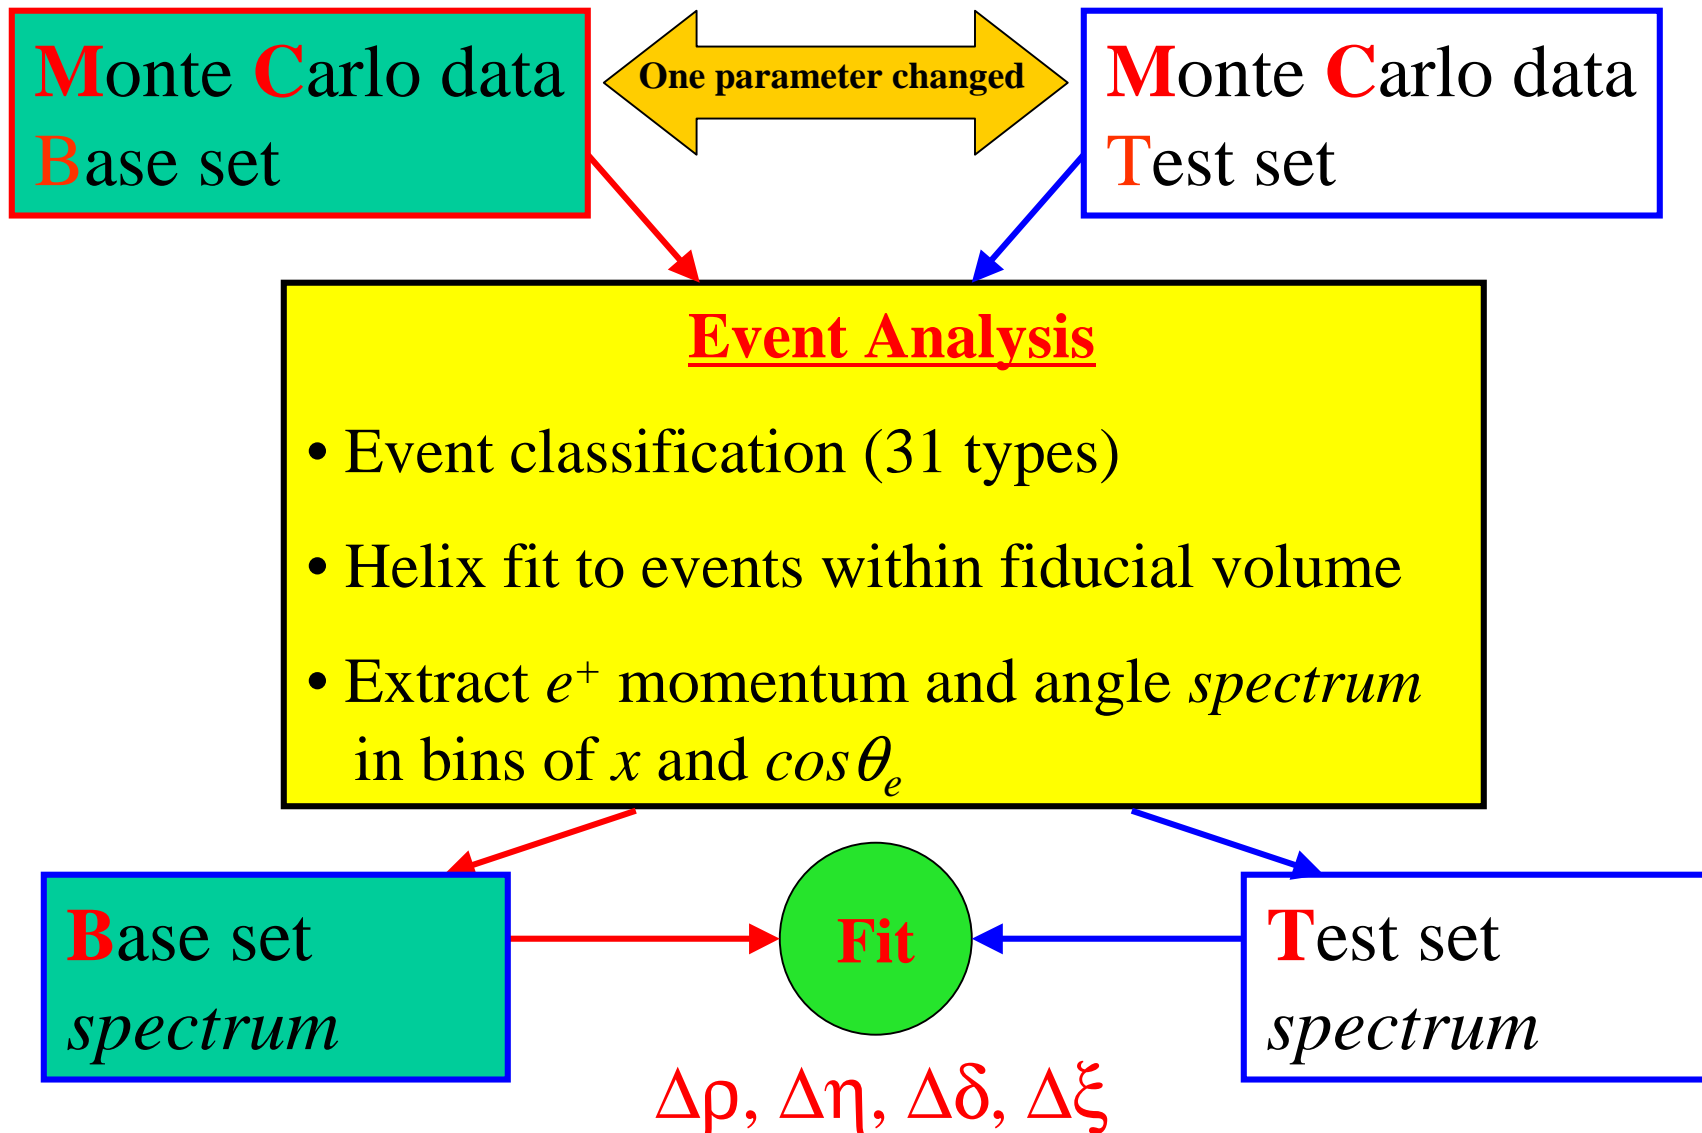 Monte Carlo data
Base set
One parameter changed
Monte Carlo data
Test set
Event Analysis
• Event classification (31 types)
• Helix fit to events within fiducial volume
• Extract e⁺ momentum and angle spectrum
in bins of x and cosθₑ
Base set
spectrum
Fit
Test set
spectrum
Δρ, Δη, Δδ, Δξ